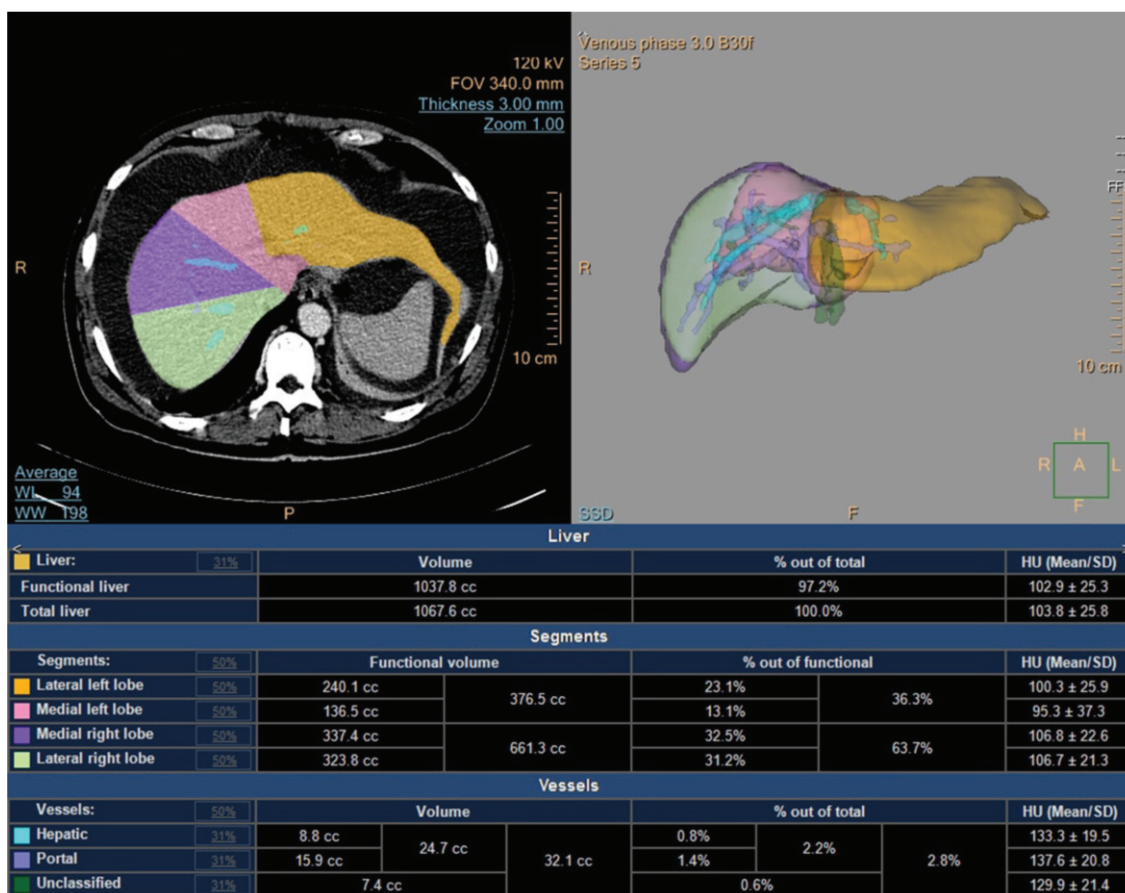 120 kV
FOV 340.0 mm
Thickness 3.00 mm
Zoom 1.00
R
10 cm
Average
WL 94
WW 198
P
Venous phase 3.0 B30f
Series 5
FF
R
10 cm
H
R A L
F
SSD
F
Liver
Liver: 31% Volume % out of total HU (Mean/SD)
Functional liver 1037.8 cc 97.2% 102.9 ± 25.3
Total liver 1067.6 cc 100.0% 103.8 ± 25.8
Segments
Segments: 50% Functional volume % out of functional HU (Mean/SD)
Lateral left lobe 50% 240.1 cc 376.5 cc 23.1% 36.3% 100.3 ± 25.9
Medial left lobe 50% 136.5 cc 13.1% 95.3 ± 37.3
Medial right lobe 50% 337.4 cc 661.3 cc 32.5% 63.7% 106.8 ± 22.6
Lateral right lobe 50% 323.8 cc 31.2% 106.7 ± 21.3
Vessels
Vessels: 50% Volume % out of total HU (Mean/SD)
Hepatic 31% 8.8 cc 24.7 cc 32.1 cc 0.8% 2.2% 2.8% 133.3 ± 19.5
Portal 31% 15.9 cc 1.4% 137.6 ± 20.8
Unclassified 31% 7.4 cc 0.6% 129.9 ± 21.4